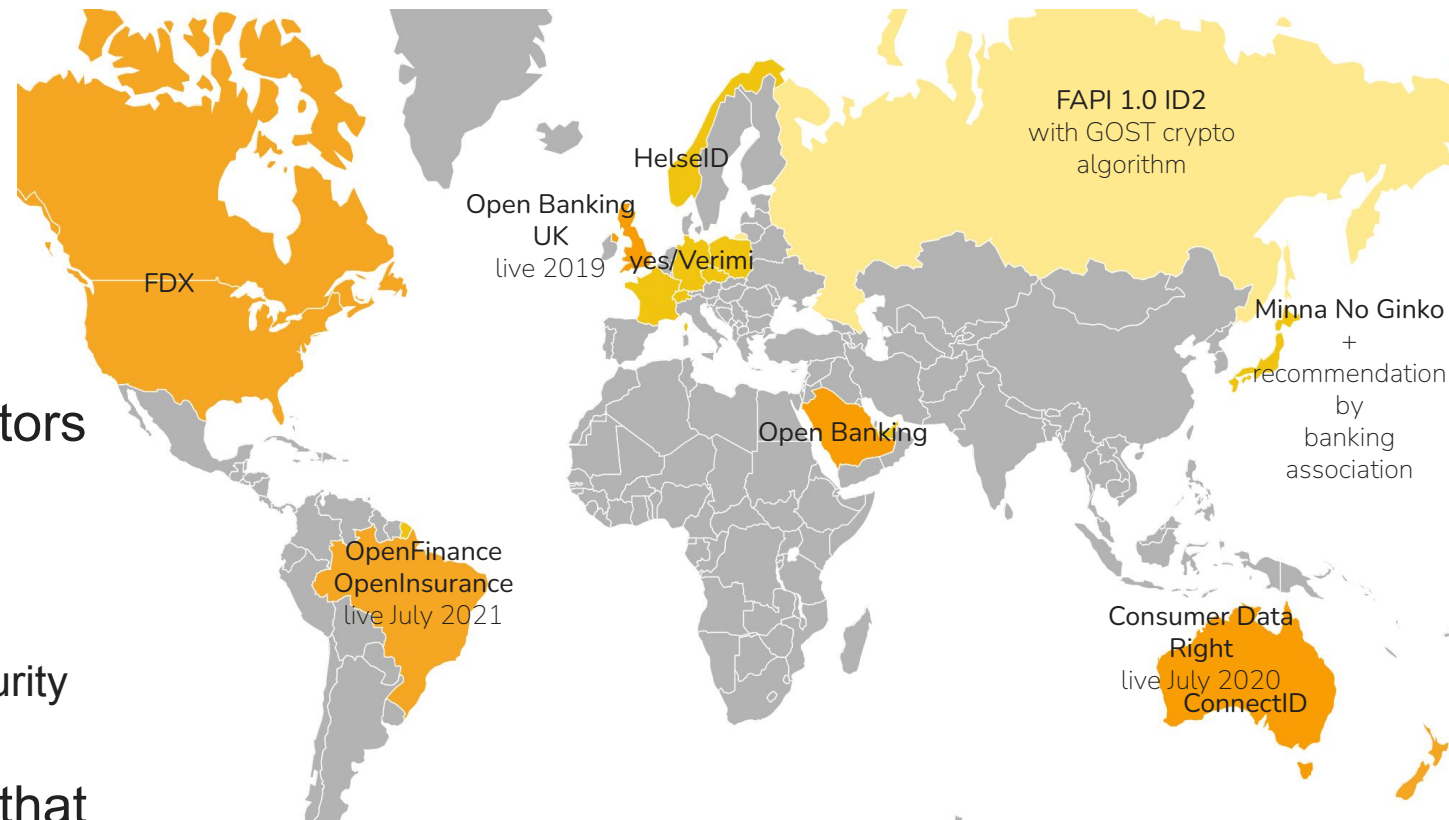 FAPI 1.0 ID2
with GOST crypto
algorithm
HelseID
Open Banking
UK
live 2019
yes/Verimi
FDX
Minna No Ginko
+
recommendation
by
banking
association
tors
Open Banking
OpenFinance
OpenInsurance
live July 2021
Consumer Data
Right
live July 2020
ConnectID
urity
that